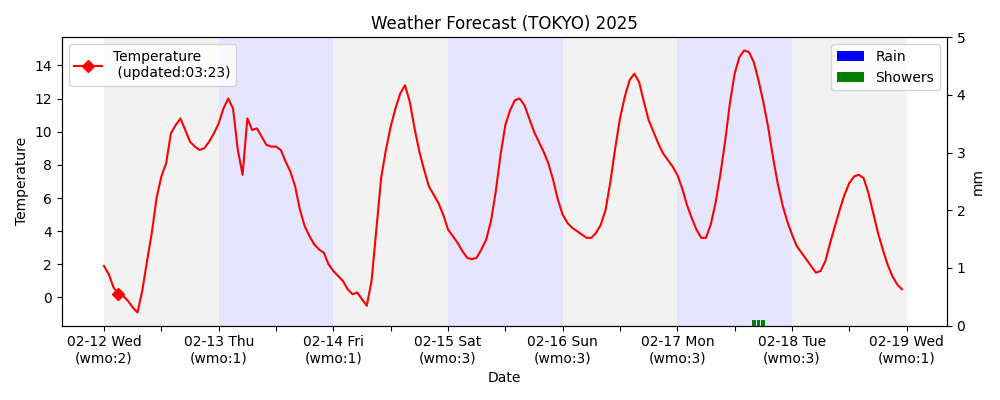 Weather Forecast (TOKYO) 2025
Temperature
(updated:03:23)
Rain
Showers
Temperature
14
12
10
8
6
4
2
0
5
4
3
2
1
0
mm
02-12 Wed
(wmo:2)
02-13 Thu
(wmo:1)
02-14 Fri
(wmo:1)
02-15 Sat
(wmo:3)
02-16 Sun
(wmo:3)
02-17 Mon
(wmo:3)
02-18 Tue
(wmo:3)
02-19 Wed
(wmo:1)
Date